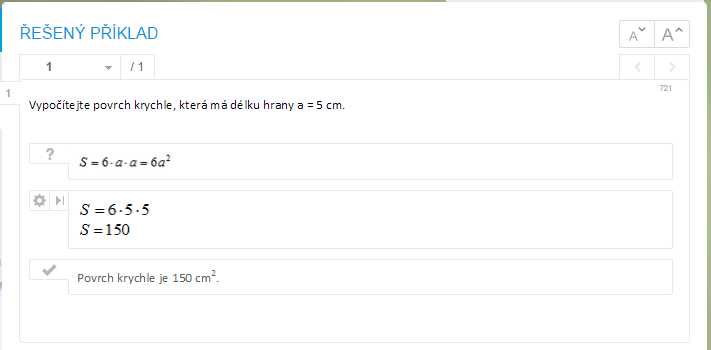 ŘEŠENÝ PŘÍKLAD
A˅ A^
1 / 1
1
721
Vypočítejte povrch krychle, která má délku hrany a = 5 cm.
?
S = 6 · a · a = 6a²
S = 6 · 5 · 5
S = 150
Povrch krychle je 150 cm².